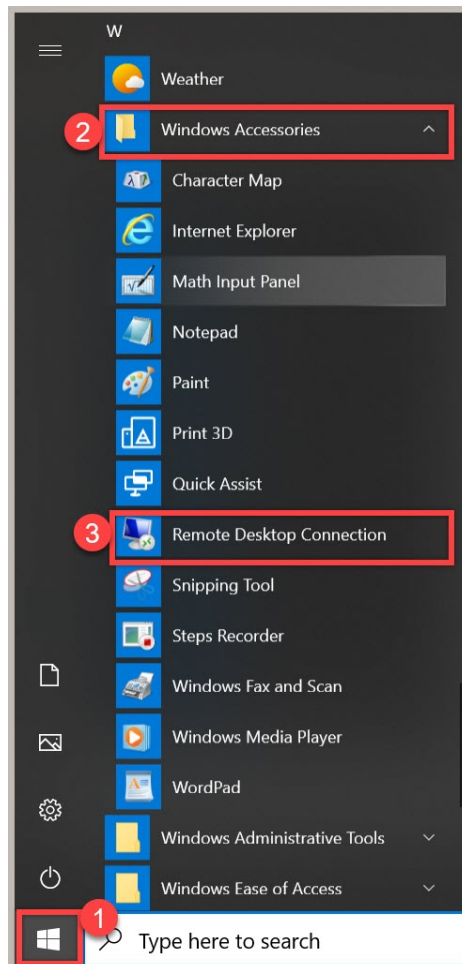 W
Weather
2
Windows Accessories
Character Map
Internet Explorer
Math Input Panel
Notepad
Paint
Print 3D
Quick Assist
3
Remote Desktop Connection
Snipping Tool
Steps Recorder
Windows Fax and Scan
Windows Media Player
WordPad
Windows Administrative Tools
Windows Ease of Access
1
Type here to search